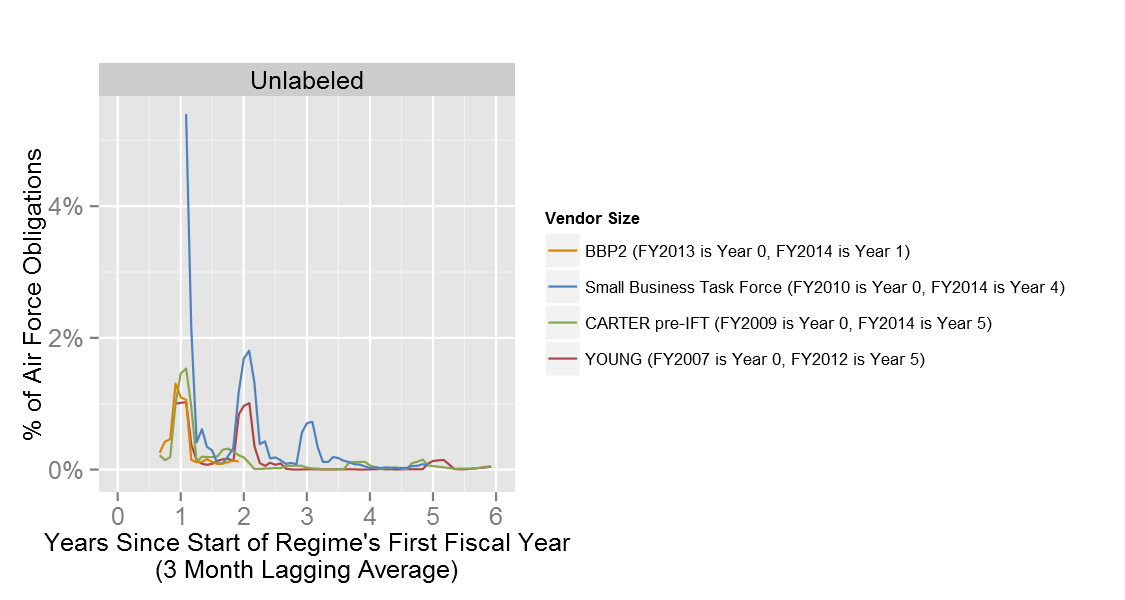 Unlabeled
% of Air Force Obligations
4%
2%
0%
0 1 2 3 4 5 6
Years Since Start of Regime's First Fiscal Year
(3 Month Lagging Average)
Vendor Size
BBP2 (FY2013 is Year 0, FY2014 is Year 1)
Small Business Task Force (FY2010 is Year 0, FY2014 is Year 4)
CARTER pre-IFT (FY2009 is Year 0, FY2014 is Year 5)
YOUNG (FY2007 is Year 0, FY2012 is Year 5)